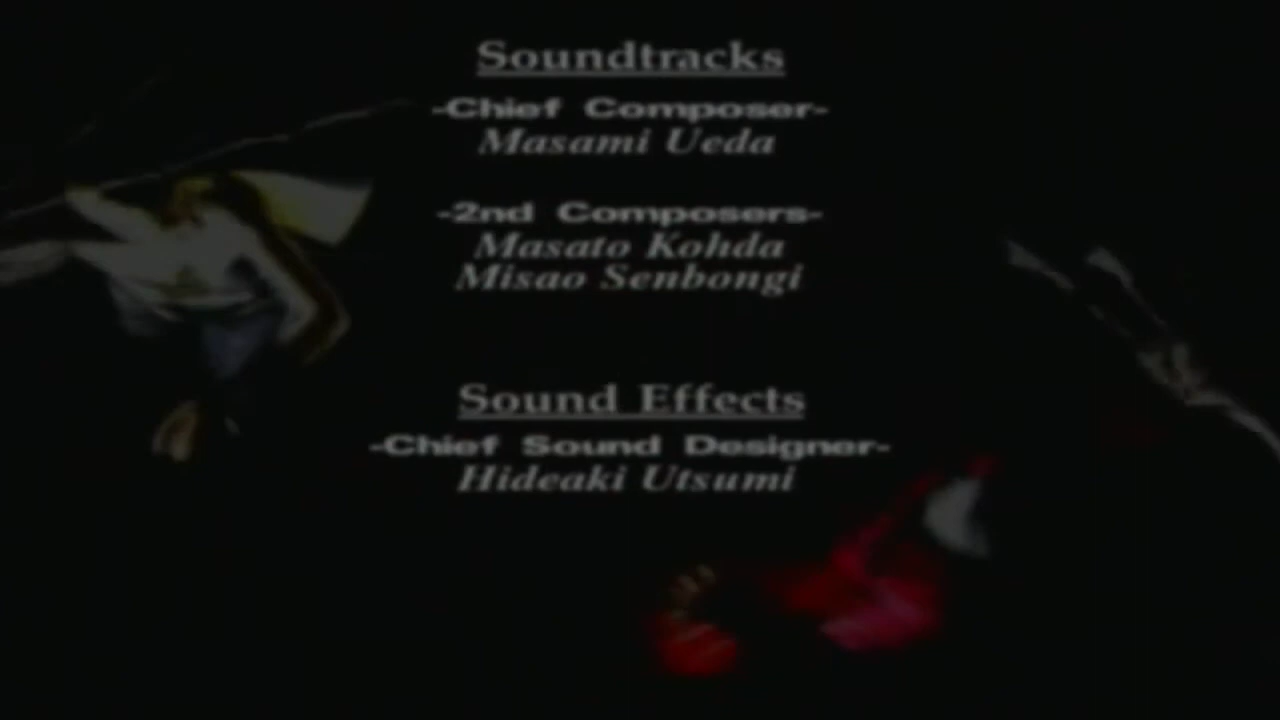 Soundtracks
-Chief Composer-
Masami Ueda
-2nd Composers-
Masato Kohda
Misao Senbongi
Sound Effects
-Chief Sound Designer-
Hideaki Utsumi